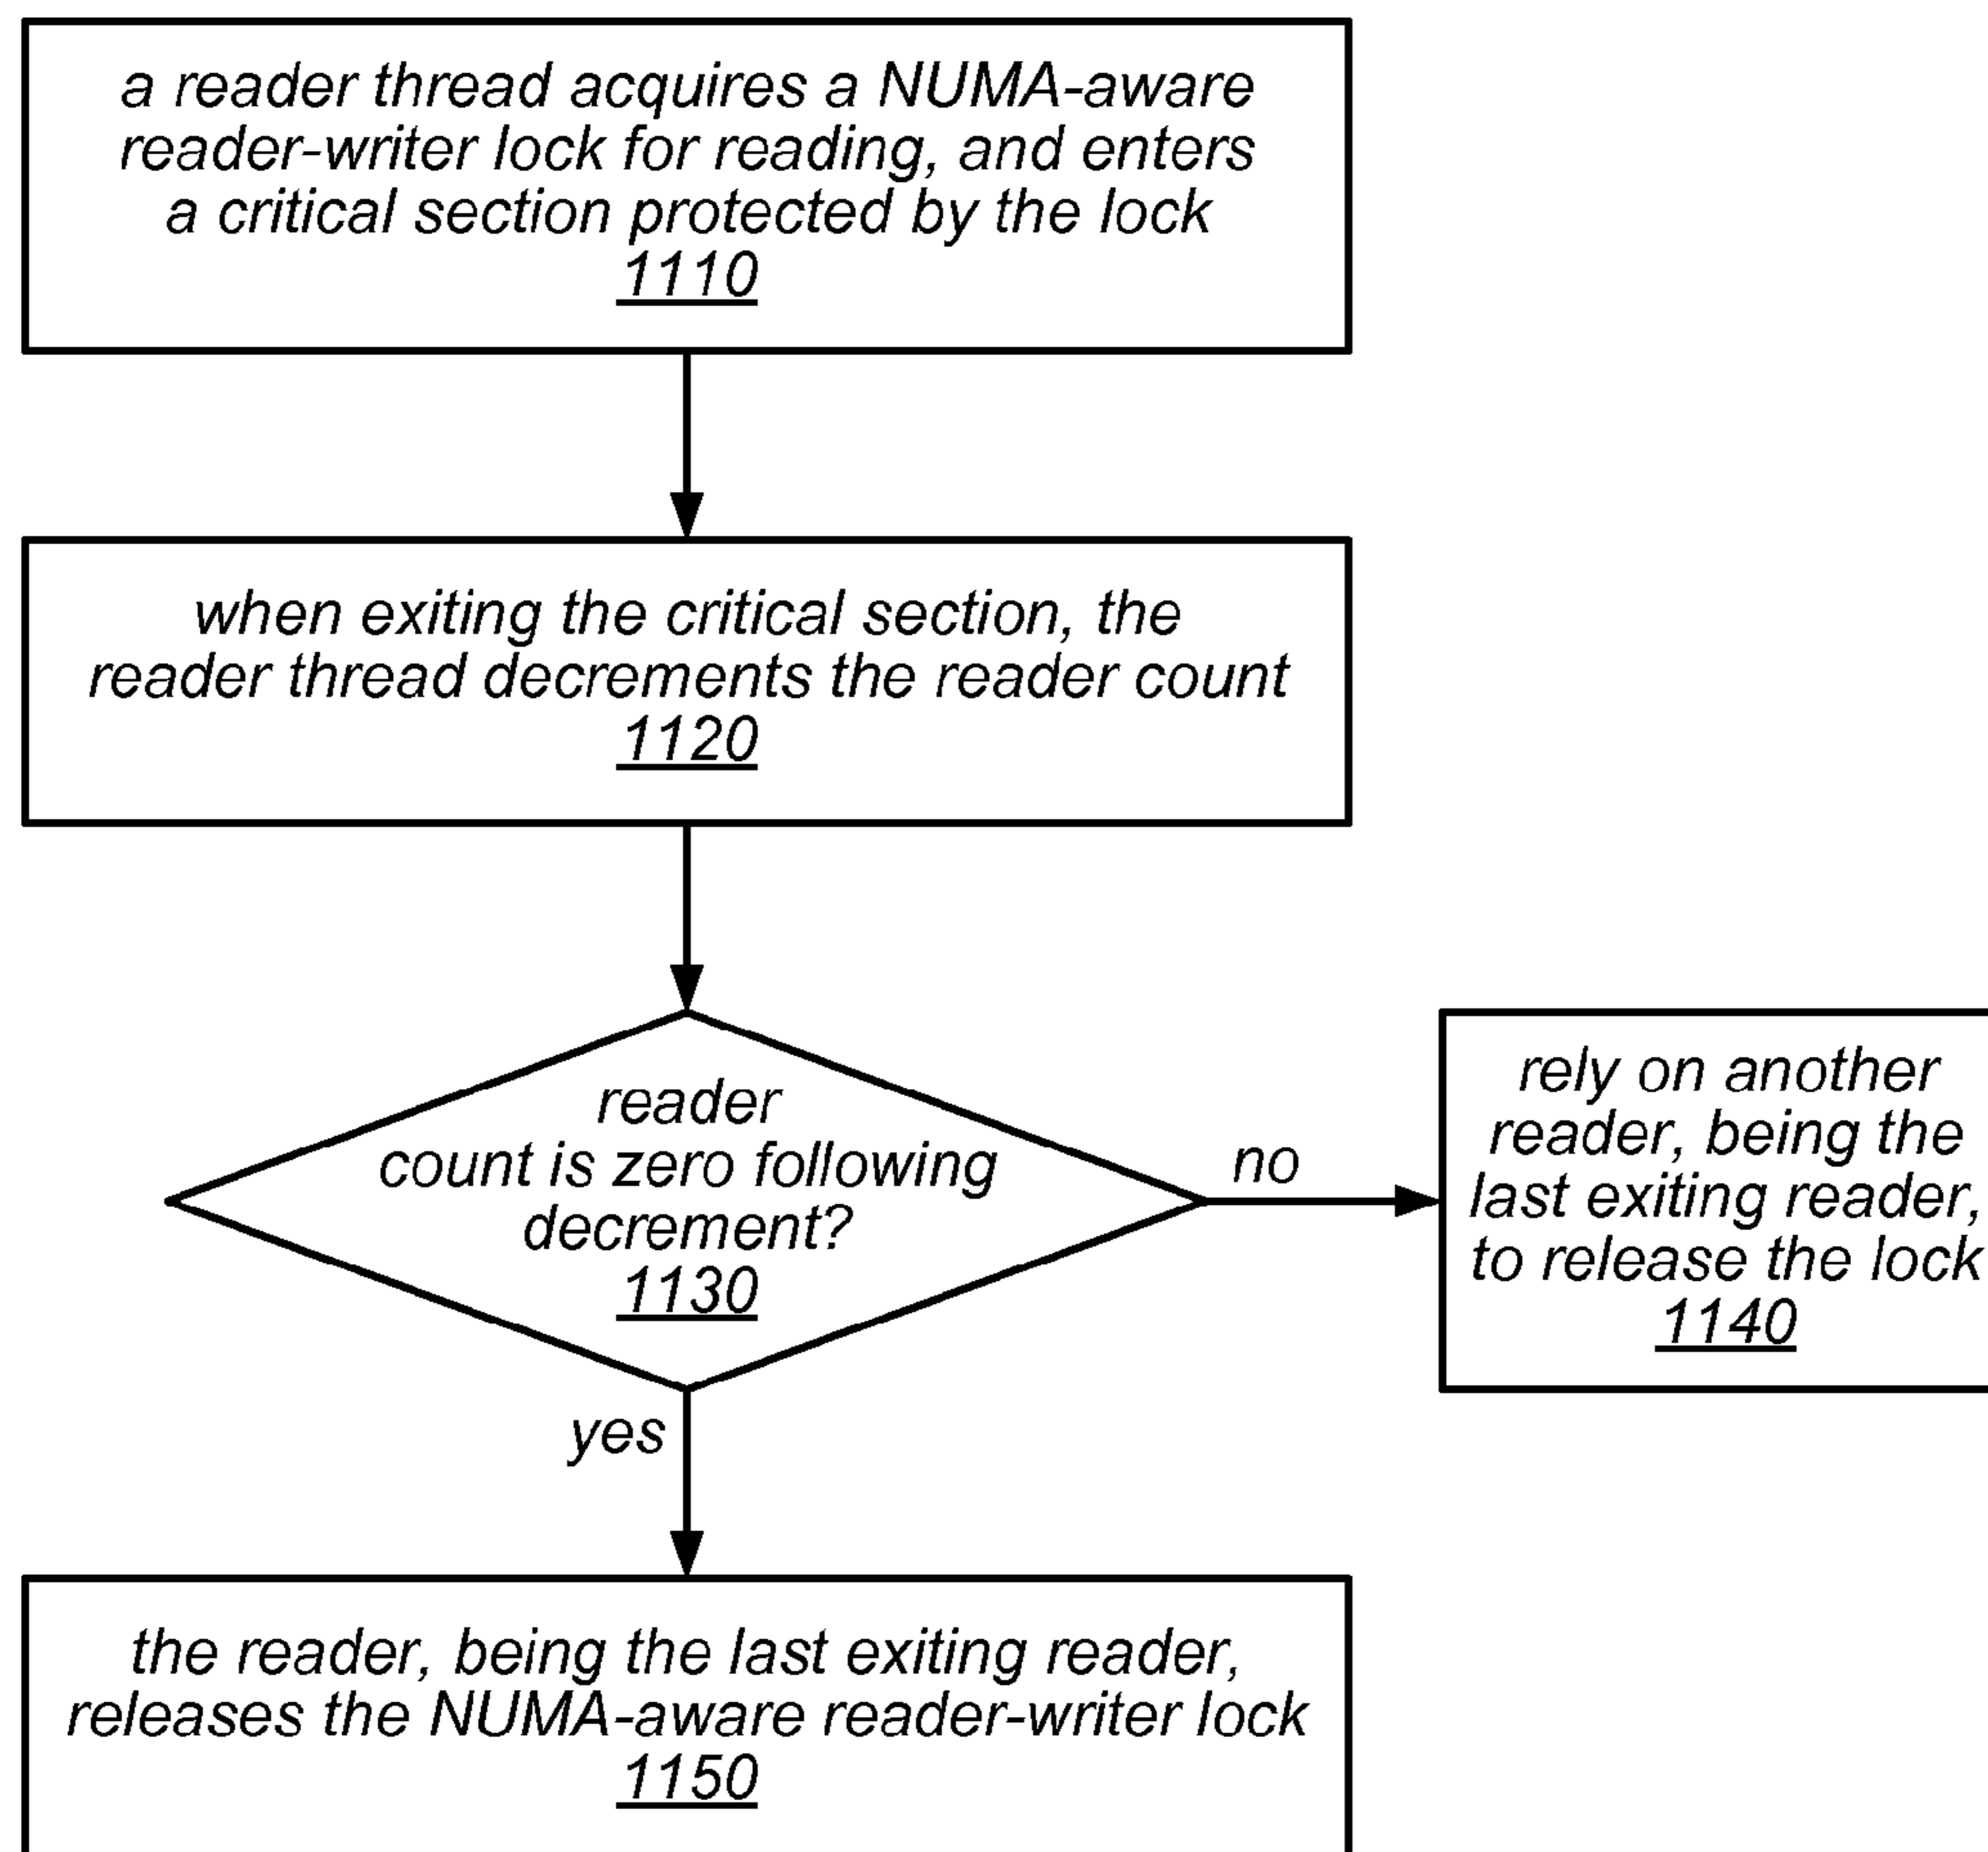 a reader thread acquires a NUMA-aware
reader-writer lock for reading, and enters
a critical section protected by the lock
1110
when exiting the critical section, the
reader thread decrements the reader count
1120
reader
count is zero following
decrement?
1130
no
rely on another
reader, being the
last exiting reader,
to release the lock
1140
yes
the reader, being the last exiting reader,
releases the NUMA-aware reader-writer lock
1150